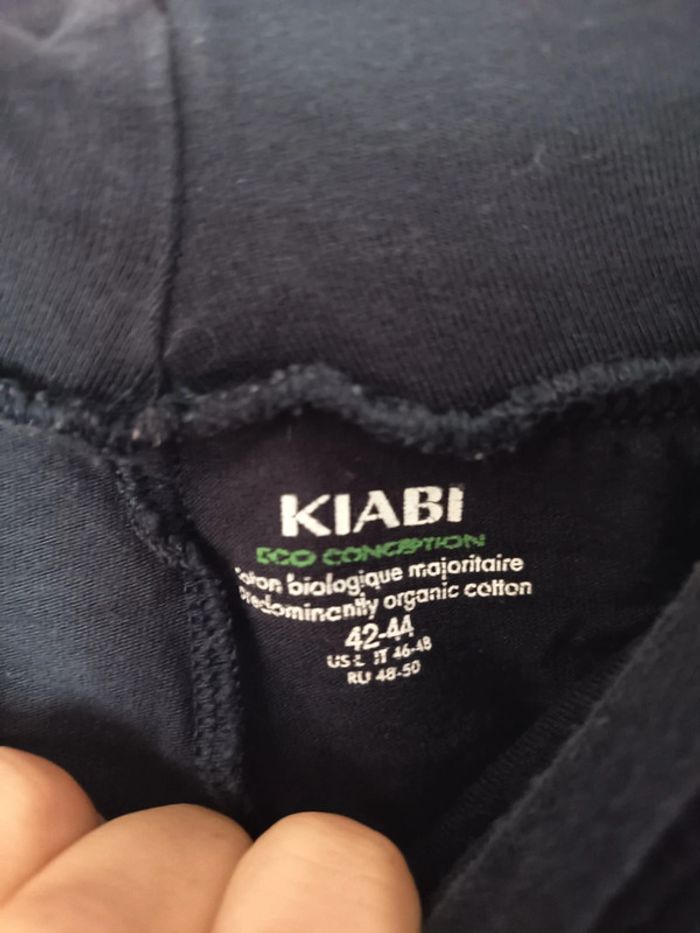 KIABI
ECO CONCEPTION
coton biologique majoritaire
predominantly organic cotton
42-44
US L IT 46-48
RU 48-50